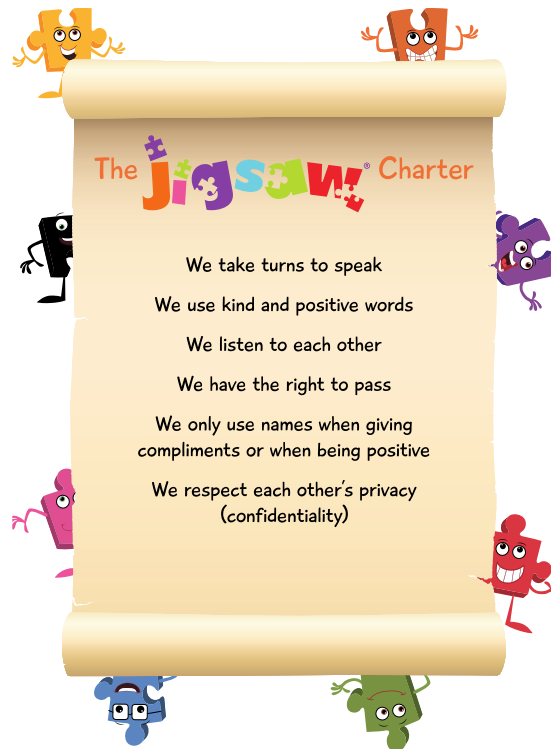 The jigsaw® Charter
We take turns to speak
We use kind and positive words
We listen to each other
We have the right to pass
We only use names when giving
compliments or when being positive
We respect each other's privacy
(confidentiality)